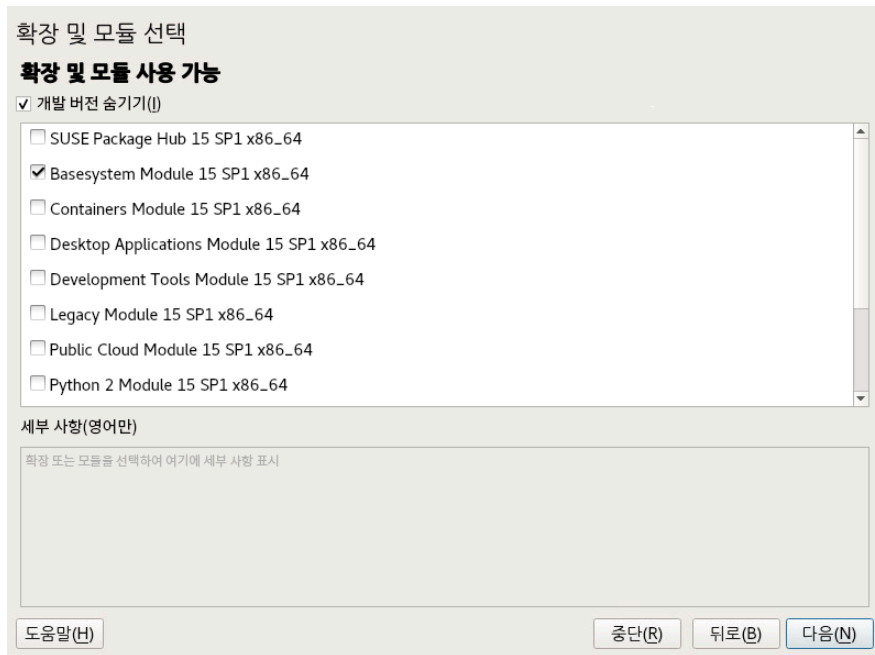 확장 및 모듈 선택
확장 및 모듈 사용 가능
개발 버전 숨기기(I)
SUSE Package Hub 15 SP1 x86_64
Basesystem Module 15 SP1 x86_64
Containers Module 15 SP1 x86_64
Desktop Applications Module 15 SP1 x86_64
Development Tools Module 15 SP1 x86_64
Legacy Module 15 SP1 x86_64
Public Cloud Module 15 SP1 x86_64
Python 2 Module 15 SP1 x86_64
세부 사항(영어만)
확장 또는 모듈을 선택하여 여기에 세부 사항 표시
도움말(H) 중단(R) 뒤로(B) 다음(N)